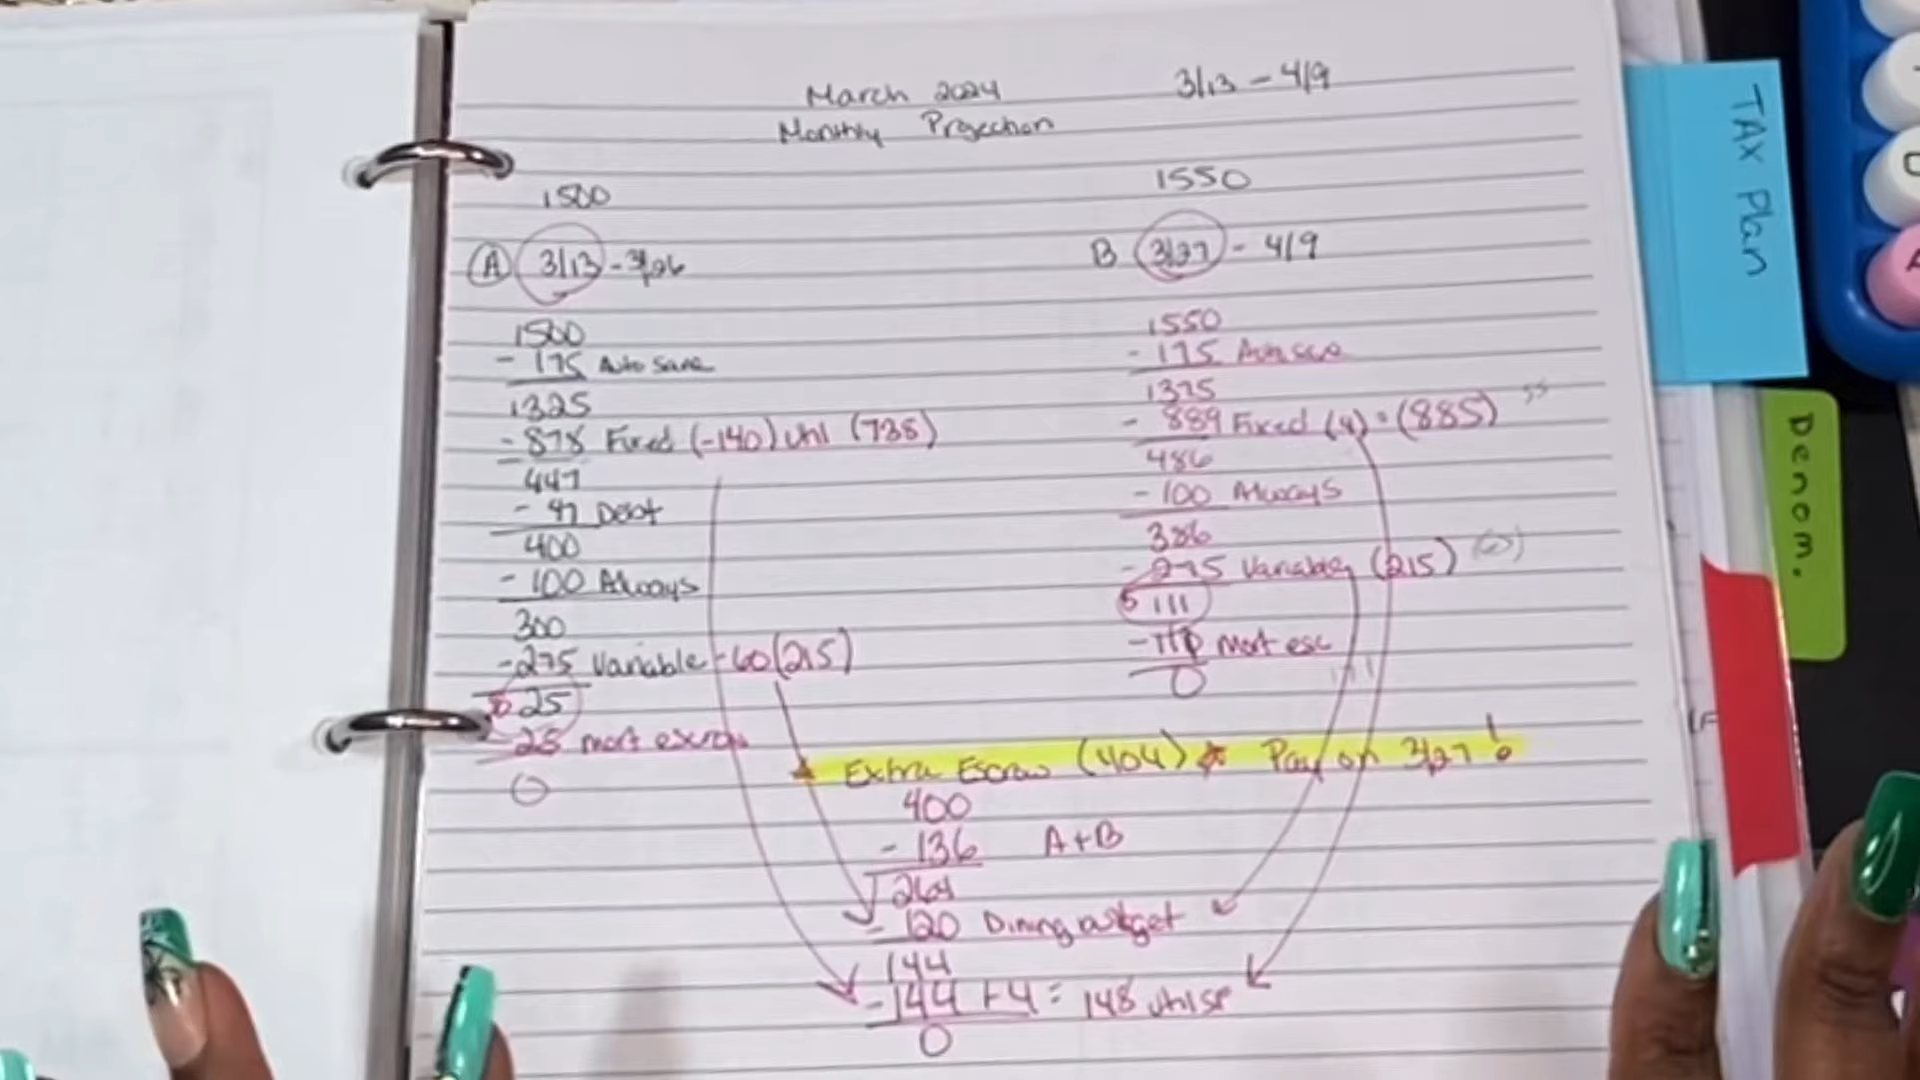 March 2024
3/13 - 4/9
Monthly Projection
1500
A 3/13 - 3/26
1500
- 175 Auto Save
1325
- 878 Fixed (-140) Util (738)
447
- 47 Debt
400
- 100 Always
300
- 275 Variable - 60 (215)
25
- 25 mort escrow
0
1550
B 3/27 - 4/9
1550
- 175 Autosave
1375
- 889 Fixed (4) = (885)
486
- 100 Always
386
- 275 Variable (215)
111
- 111 Mort esc
0
Extra Escrow (404) Pay on 3/27!
400
- 136 A+B
264
- 120 Dining budget
144
- 144 + 4 = 148
0
TAX Plan
Denom.